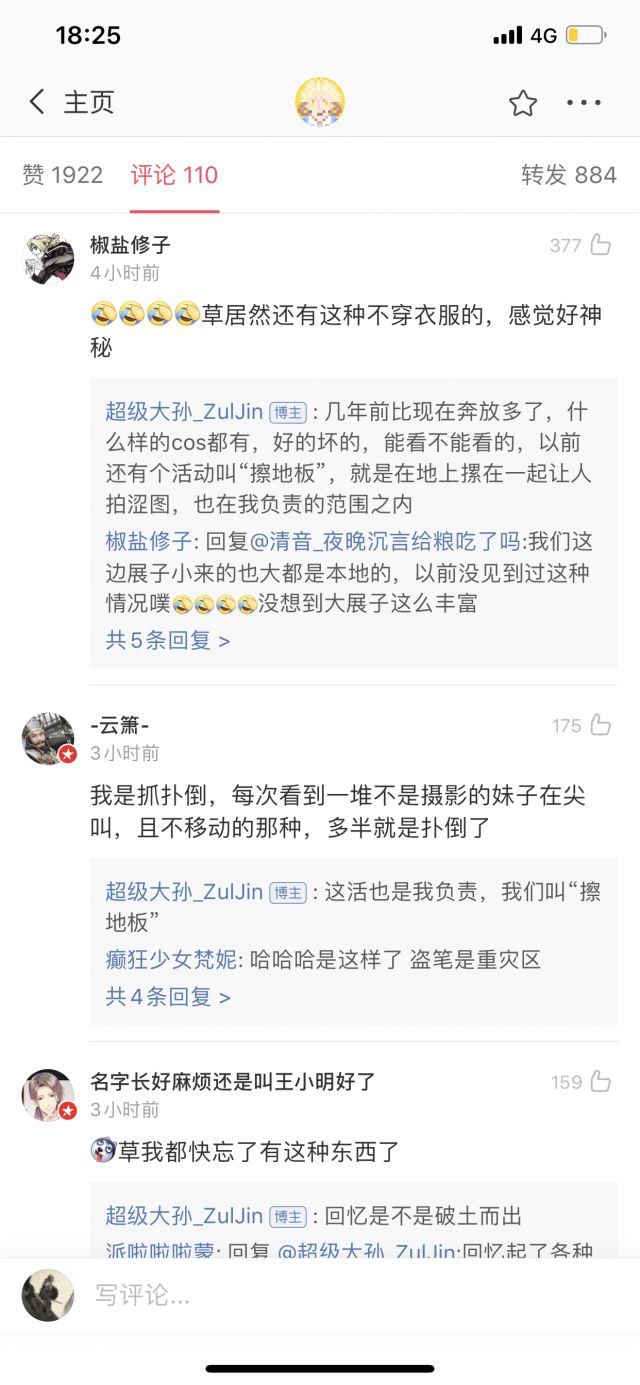 18:25
4G
主页
赞 1922
评论 110
转发 884
椒盐修子
377
4小时前
草居然还有这种不穿衣服的，感觉好神
秘
超级大孙_ZulJin 博主 : 几年前比现在奔放多了，什
么样的cos都有，好的坏的，能看不能看的，以前
还有个活动叫“擦地板”，就是在地上摞在一起让人
拍涩图，也在我负责的范围之内
椒盐修子: 回复@清音_夜晚沉言给粮吃了吗:我们这
边展子小来的也大都是本地的，以前没见到过这种
情况噗没想到大展子这么丰富
共5条回复 >
-云箫-
175
3小时前
我是抓扑倒，每次看到一堆不是摄影的妹子在尖
叫，且不移动的那种，多半就是扑倒了
超级大孙_ZulJin 博主 : 这活也是我负责，我们叫“擦
地板”
癫狂少女梵妮: 哈哈哈是这样了 盗笔是重灾区
共4条回复 >
名字长好麻烦还是叫王小明好了
159
3小时前
草我都快忘了有这种东西了
超级大孙_ZulJin 博主 : 回忆是不是破土而出
派啦啦啦蒙: 回复 @超级大孙_ZulJin:回忆起了各种
写评论...